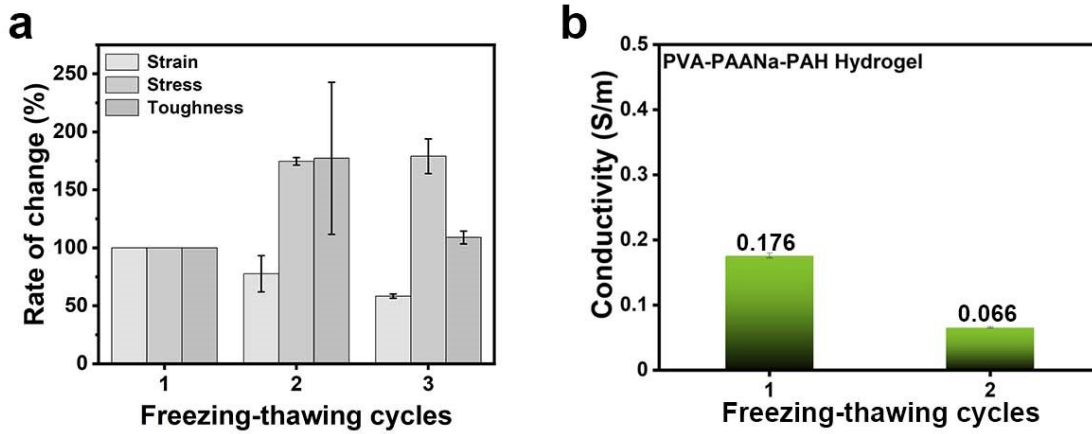 a
Rate of change (%)
250
200
150
100
50
0
Strain
Stress
Toughness
1 2 3
Freezing-thawing cycles
b
Conductivity (S/m)
0.5
0.4
0.3
0.2
0.1
0
PVA-PAANa-PAH Hydrogel
0.176
0.066
1 2
Freezing-thawing cycles